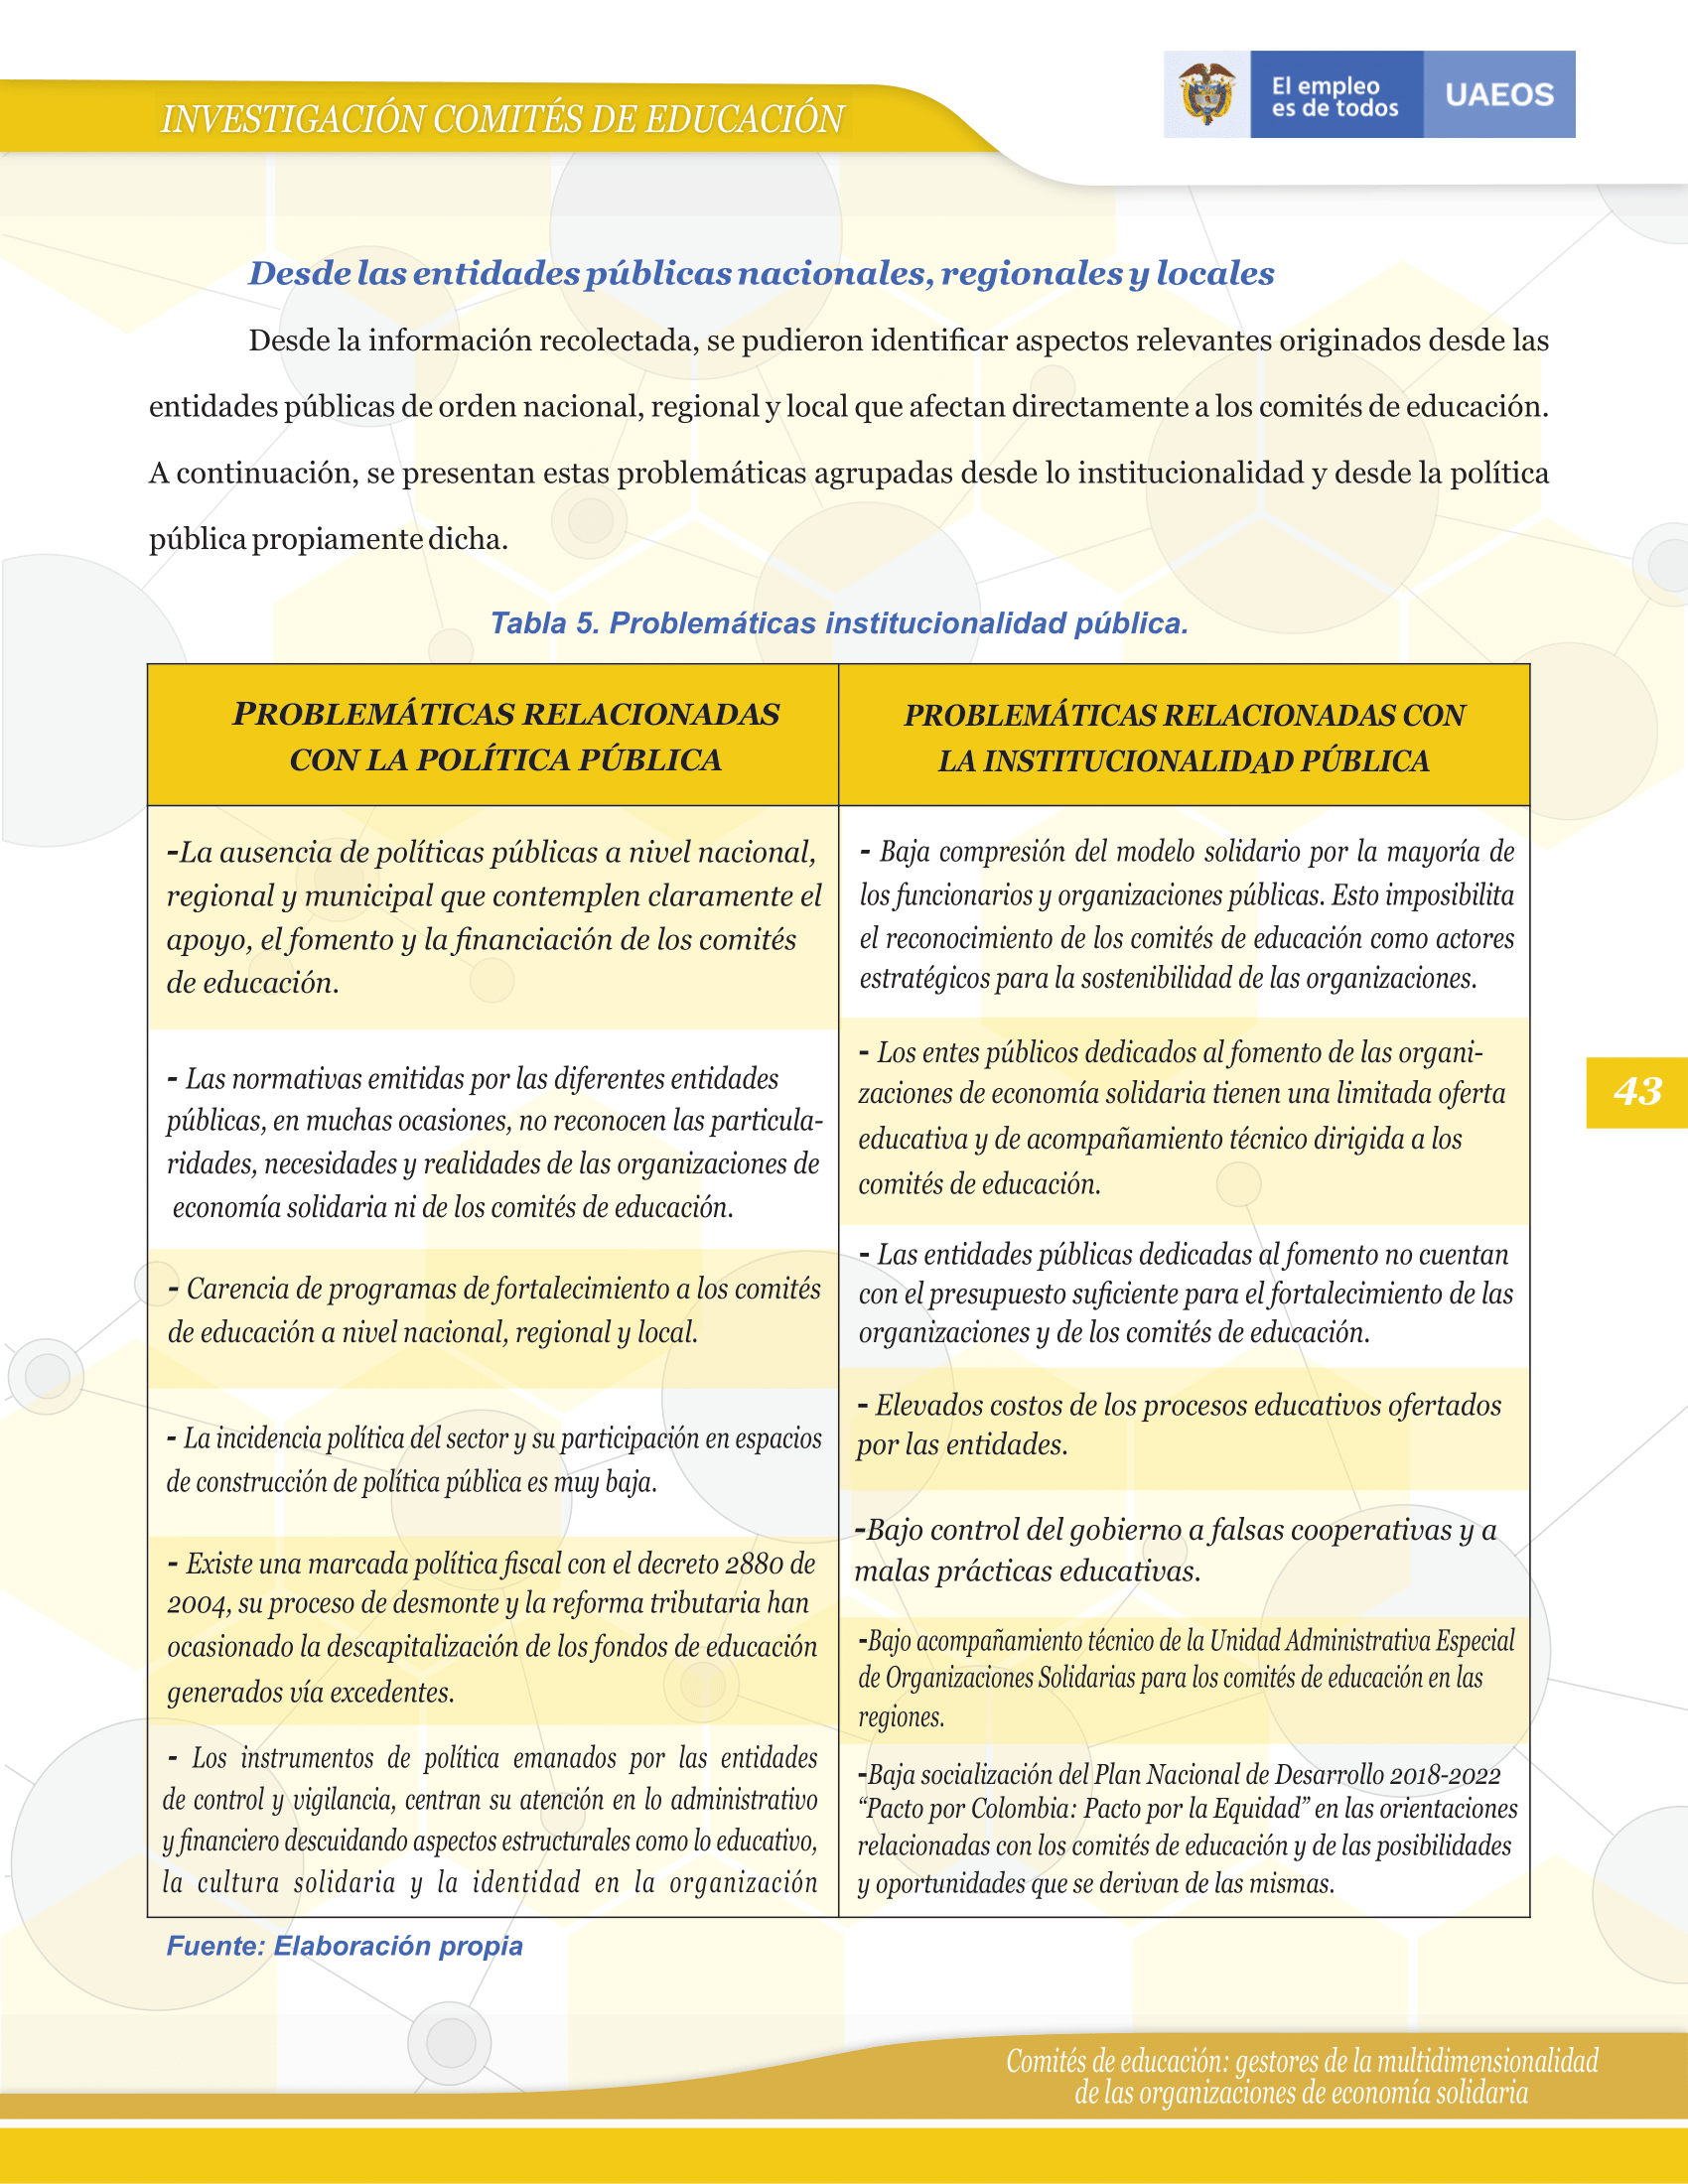 INVESTIGACIÓN COMITÉS DE EDUCACIÓN
El empleo
es de todos
UAEOS
Desde las entidades públicas nacionales, regionales y locales
Desde la información recolectada, se pudieron identificar aspectos relevantes originados desde las
entidades públicas de orden nacional, regional y local que afectan directamente a los comités de educación.
A continuación, se presentan estas problemáticas agrupadas desde lo institucionalidad y desde la política
pública propiamente dicha.
Tabla 5. Problemáticas institucionalidad pública.
PROBLEMÁTICAS RELACIONADAS
CON LA POLÍTICA PÚBLICA
-La ausencia de políticas públicas a nivel nacional,
regional y municipal que contemplen claramente el
apoyo, el fomento y la financiación de los comités
de educación.
- Las normativas emitidas por las diferentes entidades
públicas, en muchas ocasiones, no reconocen las particula-
ridades, necesidades y realidades de las organizaciones de
economía solidaria ni de los comités de educación.
- Carencia de programas de fortalecimiento a los comités
de educación a nivel nacional, regional y local.
- La incidencia política del sector y su participación en espacios
de construcción de política pública es muy baja.
- Existe una marcada política fiscal con el decreto 2880 de
2004, su proceso de desmonte y la reforma tributaria han
ocasionado la descapitalización de los fondos de educación
generados vía excedentes.
- Los instrumentos de política emanados por las entidades
de control y vigilancia, centran su atención en lo administrativo
y financiero descuidando aspectos estructurales como lo educativo,
la cultura solidaria y la identidad en la organización
PROBLEMÁTICAS RELACIONADAS CON
LA INSTITUCIONALIDAD PÚBLICA
- Baja compresión del modelo solidario por la mayoría de
los funcionarios y organizaciones públicas. Esto imposibilita
el reconocimiento de los comités de educación como actores
estratégicos para la sostenibilidad de las organizaciones.
- Los entes públicos dedicados al fomento de las organi-
zaciones de economía solidaria tienen una limitada oferta
educativa y de acompañamiento técnico dirigida a los
comités de educación.
- Las entidades públicas dedicadas al fomento no cuentan
con el presupuesto suficiente para el fortalecimiento de las
organizaciones y de los comités de educación.
- Elevados costos de los procesos educativos ofertados
por las entidades.
-Bajo control del gobierno a falsas cooperativas y a
malas prácticas educativas.
-Bajo acompañamiento técnico de la Unidad Administrativa Especial
de Organizaciones Solidarias para los comités de educación en las
regiones.
-Baja socialización del Plan Nacional de Desarrollo 2018-2022
“Pacto por Colombia: Pacto por la Equidad” en las orientaciones
relacionadas con los comités de educación y de las posibilidades
y oportunidades que se derivan de las mismas.
Fuente: Elaboración propia
43
Comités de educación: gestores de la multidimensionalidad
de las organizaciones de economía solidaria